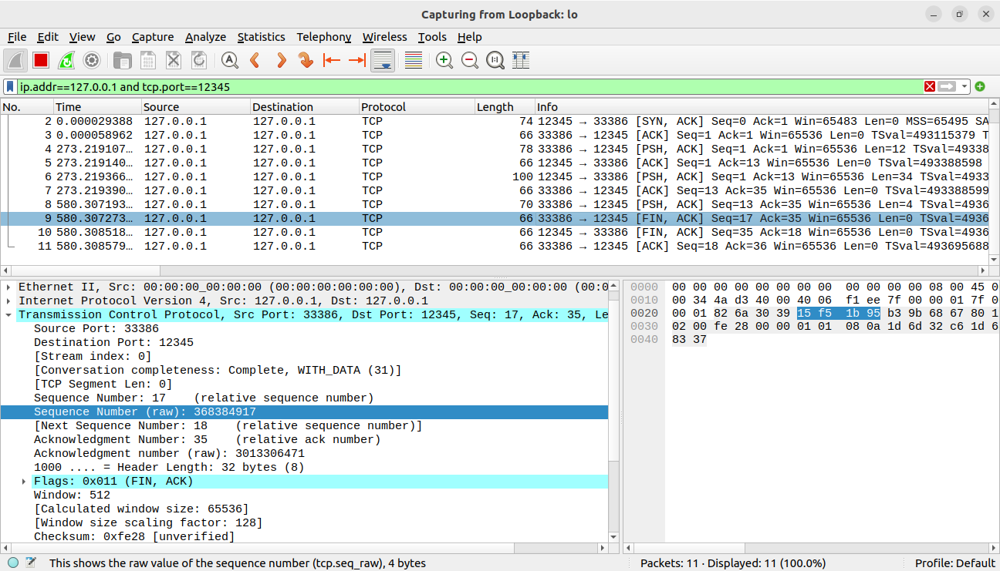 Capturing from Loopback: lo
File Edit View Go Capture Analyze Statistics Telephony Wireless Tools Help
ip.addr==127.0.0.1 and tcp.port==12345
No. Time Source Destination Protocol Length Info
2 0.000029388 127.0.0.1 127.0.0.1 TCP 74 12345 → 33386 [SYN, ACK] Seq=0 Ack=1 Win=65483 Len=0 MSS=65495 SA
3 0.000058962 127.0.0.1 127.0.0.1 TCP 66 33386 → 12345 [ACK] Seq=1 Ack=1 Win=65536 Len=0 TSval=493115379 T
4 273.219107… 127.0.0.1 127.0.0.1 TCP 78 33386 → 12345 [PSH, ACK] Seq=1 Ack=1 Win=65536 Len=12 TSval=49338
5 273.219140… 127.0.0.1 127.0.0.1 TCP 66 12345 → 33386 [ACK] Seq=1 Ack=13 Win=65536 Len=0 TSval=493388598
6 273.219366… 127.0.0.1 127.0.0.1 TCP 100 12345 → 33386 [PSH, ACK] Seq=1 Ack=13 Win=65536 Len=34 TSval=4933
7 273.219390… 127.0.0.1 127.0.0.1 TCP 66 33386 → 12345 [ACK] Seq=13 Ack=35 Win=65536 Len=0 TSval=493388599
8 580.307193… 127.0.0.1 127.0.0.1 TCP 70 33386 → 12345 [PSH, ACK] Seq=13 Ack=35 Win=65536 Len=4 TSval=4936
9 580.307273… 127.0.0.1 127.0.0.1 TCP 66 33386 → 12345 [FIN, ACK] Seq=17 Ack=35 Win=65536 Len=0 TSval=4936
10 580.308518… 127.0.0.1 127.0.0.1 TCP 66 12345 → 33386 [FIN, ACK] Seq=35 Ack=18 Win=65536 Len=0 TSval=4936
11 580.308579… 127.0.0.1 127.0.0.1 TCP 66 33386 → 12345 [ACK] Seq=18 Ack=36 Win=65536 Len=0 TSval=493695688
Ethernet II, Src: 00:00:00_00:00:00 (00:00:00:00:00:00), Dst: 00:00:00_00:00:00 (00:0
Internet Protocol Version 4, Src: 127.0.0.1, Dst: 127.0.0.1
Transmission Control Protocol, Src Port: 33386, Dst Port: 12345, Seq: 17, Ack: 35, Le
Source Port: 33386
Destination Port: 12345
[Stream index: 0]
[Conversation completeness: Complete, WITH_DATA (31)]
[TCP Segment Len: 0]
Sequence Number: 17 (relative sequence number)
Sequence Number (raw): 368384917
[Next Sequence Number: 18 (relative sequence number)]
Acknowledgment Number: 35 (relative ack number)
Acknowledgment number (raw): 3013306471
1000 .... = Header Length: 32 bytes (8)
Flags: 0x011 (FIN, ACK)
Window: 512
[Calculated window size: 65536]
[Window size scaling factor: 128]
Checksum: 0xfe28 [unverified]
0000 00 00 00 00 00 00 00 00 00 00 00 00 08 00 45 0
0010 00 34 4a d3 40 00 40 06 f1 ee 7f 00 00 01 7f 0
0020 00 01 82 6a 30 39 15 f5 1b 95 b3 9b 68 67 80 1
0030 02 00 fe 28 00 00 01 01 08 0a 1d 6d 32 c6 1d 6
0040 83 37
This shows the raw value of the sequence number (tcp.seq_raw), 4 bytes
Packets: 11 · Displayed: 11 (100.0%)
Profile: Default